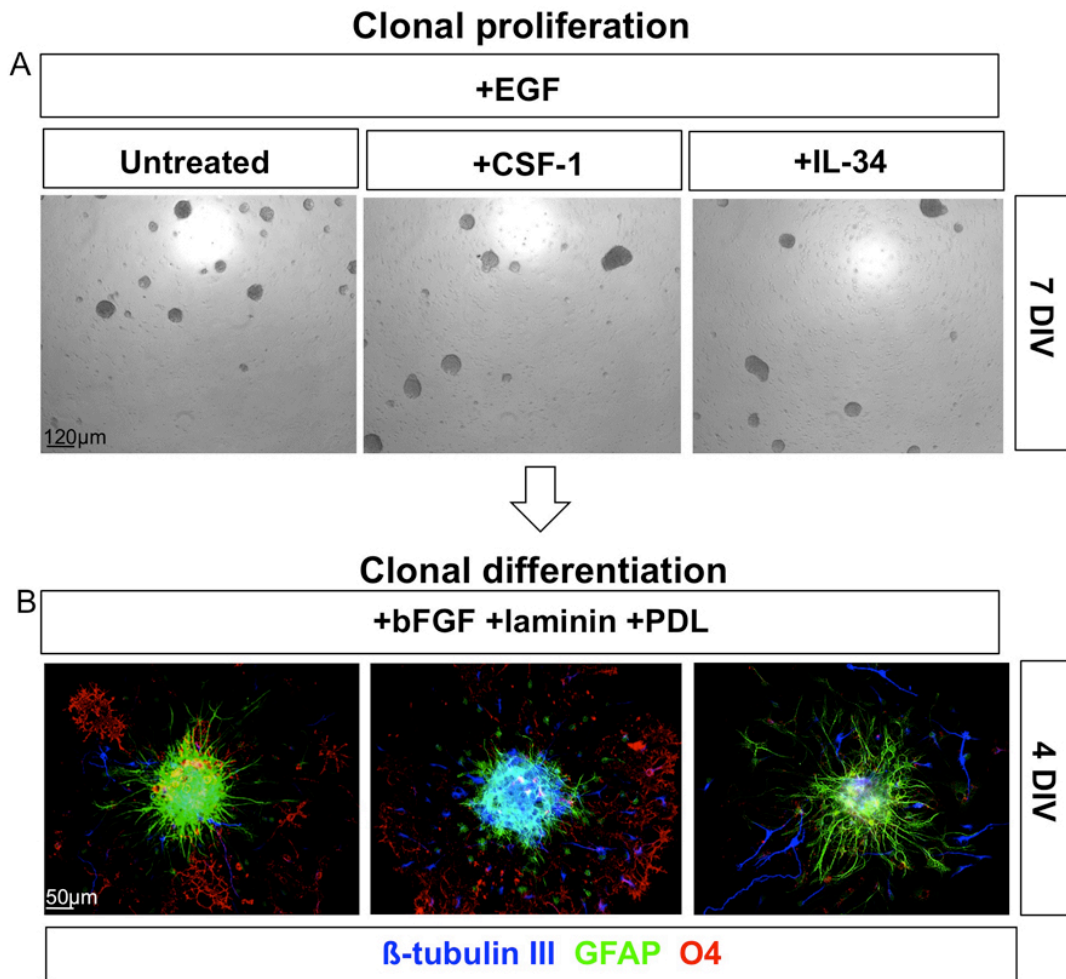 Clonal proliferation
A
+EGF
Untreated
+CSF-1
+IL-34
7 DIV
120µm
Clonal differentiation
B
+bFGF +laminin +PDL
4 DIV
50µm
ß-tubulin III GFAP O4